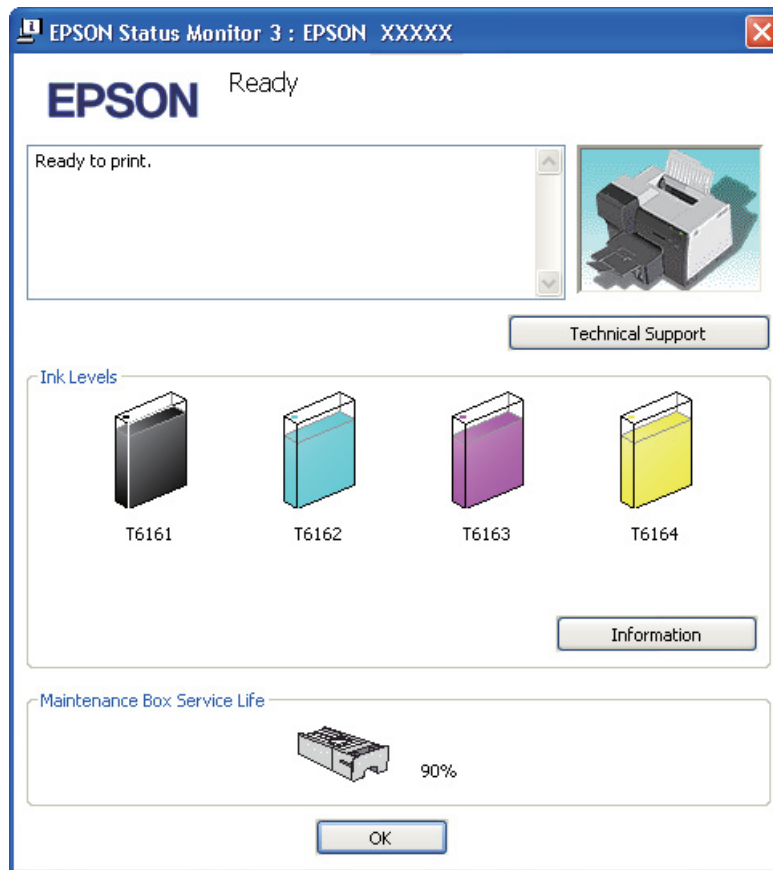 EPSON Status Monitor 3 : EPSON XXXXX
EPSON
Ready
Ready to print.
Technical Support
Ink Levels
T6161
T6162
T6163
T6164
Information
Maintenance Box Service Life
90%
OK